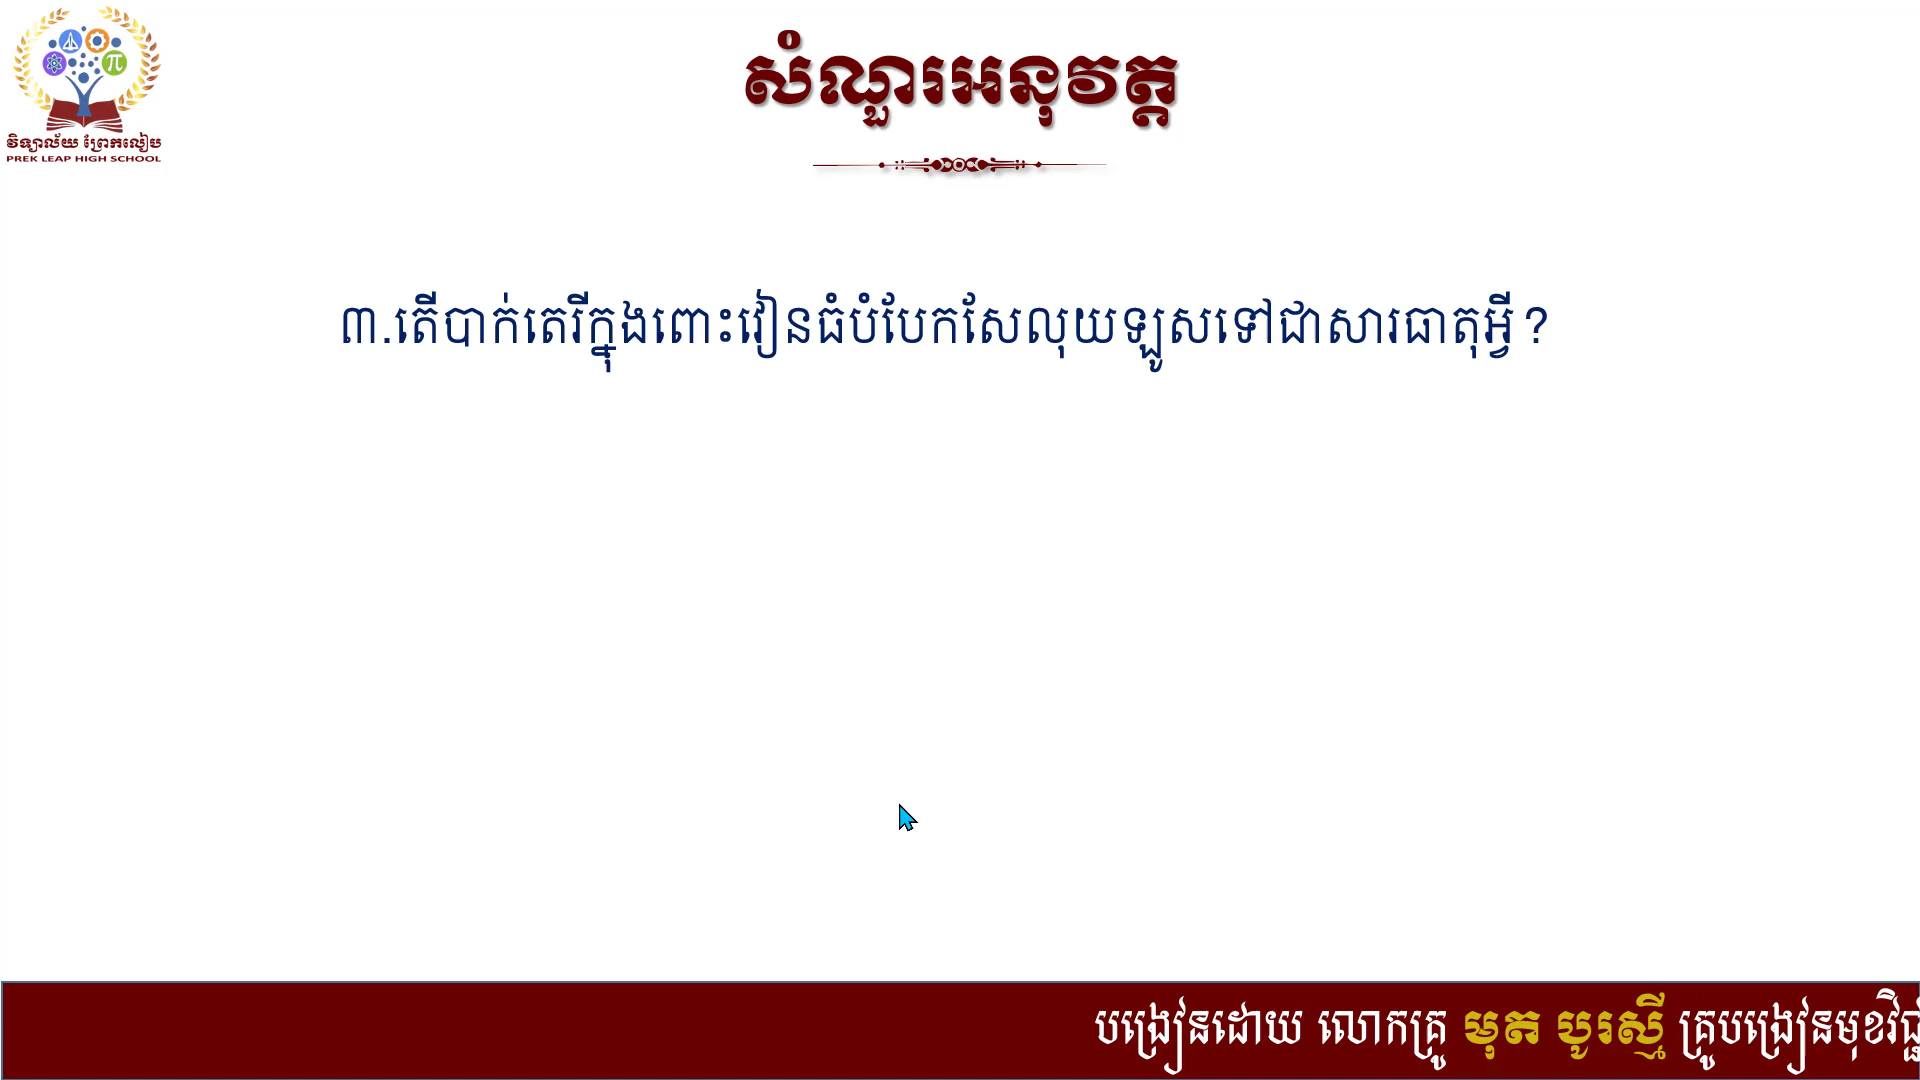 សំណួរអនុវត្ត
វិទ្យាល័យ ព្រែកលៀប
PREK LEAP HIGH SCHOOL
៣.តើបាក់តេរីក្នុងពោះវៀនធំបំបែកសែលុយឡូសទៅជាសារធាតុអ្វី?
បង្រៀនដោយ លោកគ្រូ មុត បូរស្មី គ្រូបង្រៀនមុខវិជ្ជ